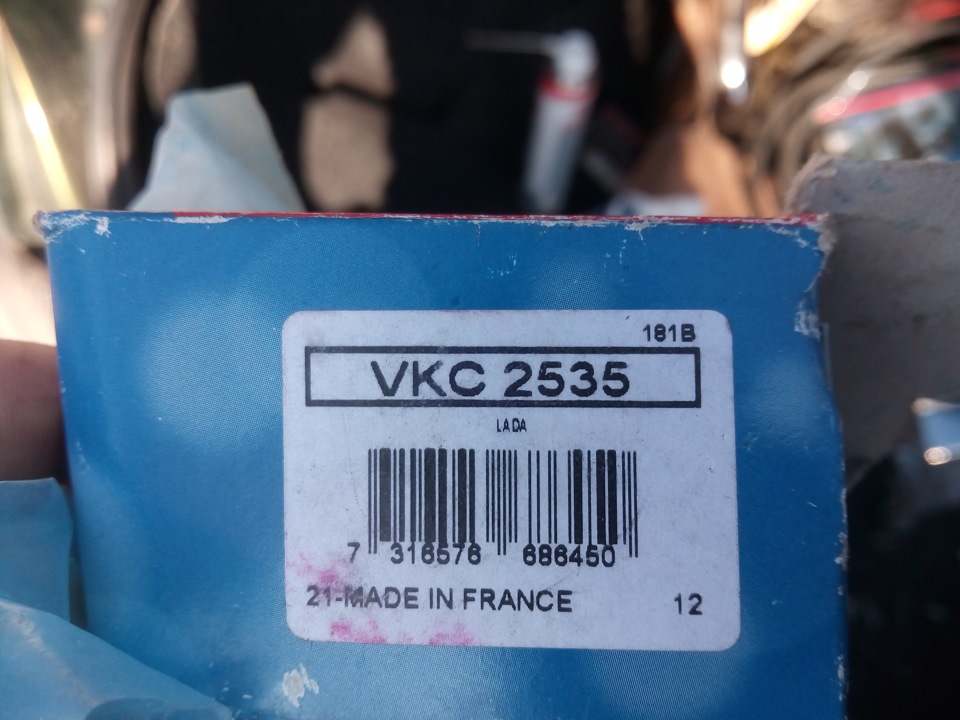 181B
VKC 2535
LADA
7 316576 686450
21-MADE IN FRANCE 12